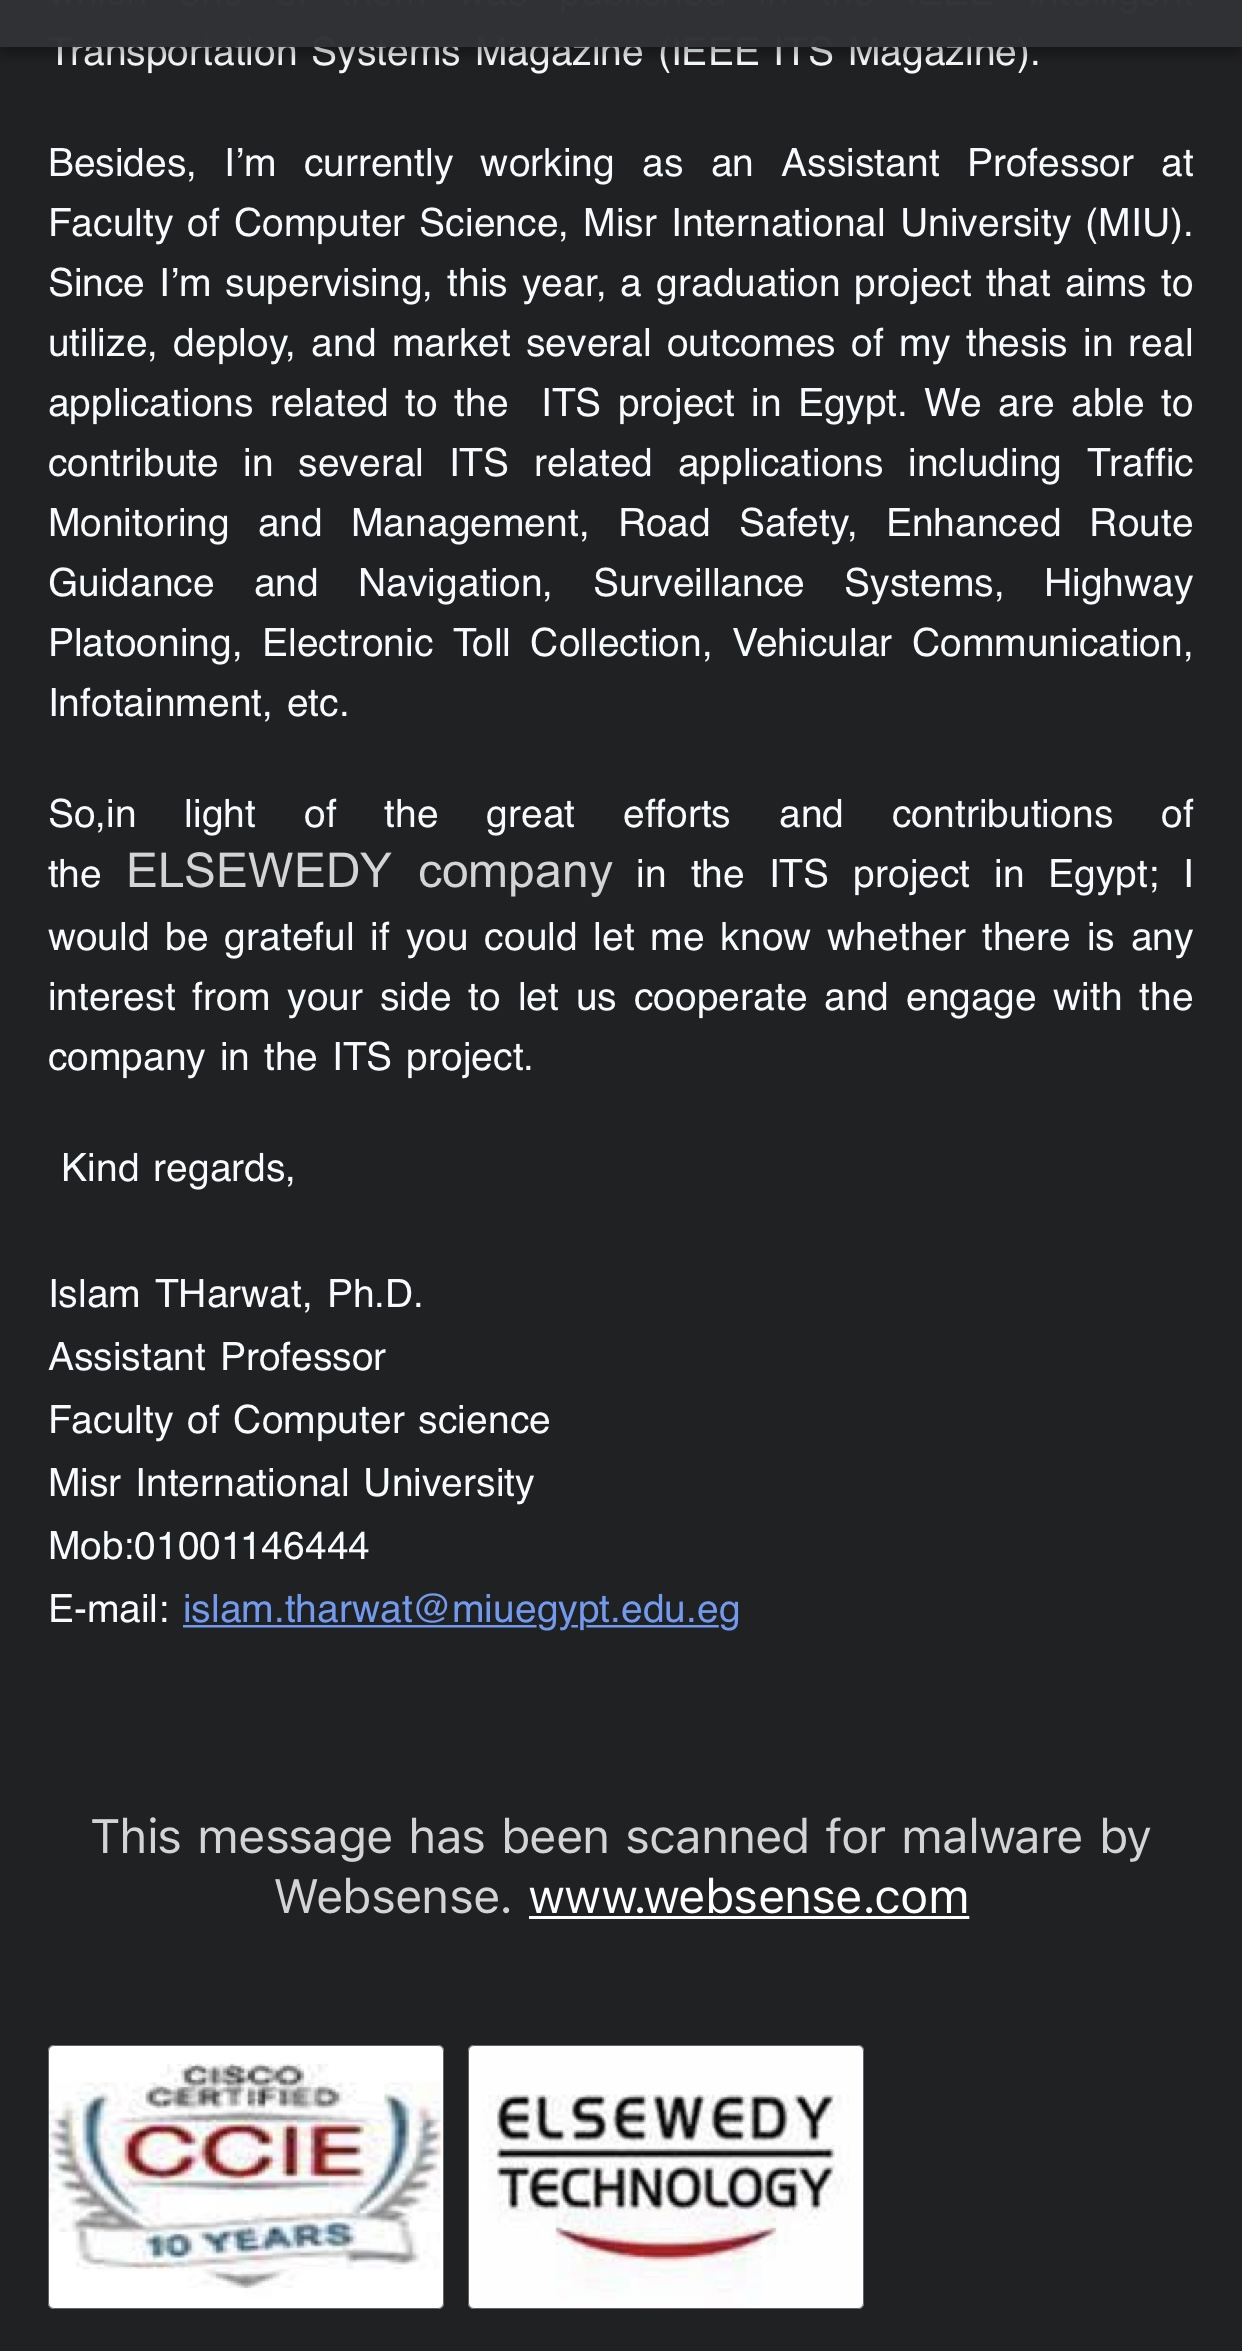 Transportation Systems Magazine (IEEE ITS Magazine).
Besides, I’m currently working as an Assistant Professor at
Faculty of Computer Science, Misr International University (MIU).
Since I’m supervising, this year, a graduation project that aims to
utilize, deploy, and market several outcomes of my thesis in real
applications related to the ITS project in Egypt. We are able to
contribute in several ITS related applications including Traffic
Monitoring and Management, Road Safety, Enhanced Route
Guidance and Navigation, Surveillance Systems, Highway
Platooning, Electronic Toll Collection, Vehicular Communication,
Infotainment, etc.
So,in light of the great efforts and contributions of
the ELSEWEDY company in the ITS project in Egypt; I
would be grateful if you could let me know whether there is any
interest from your side to let us cooperate and engage with the
company in the ITS project.
Kind regards,
Islam THarwat, Ph.D.
Assistant Professor
Faculty of Computer science
Misr International University
Mob:01001146444
E-mail: islam.tharwat@miuegypt.edu.eg
This message has been scanned for malware by
Websense. www.websense.com
CISCO
CERTIFIED
CCIE
10 YEARS
ELSEWEDY
TECHNOLOGY